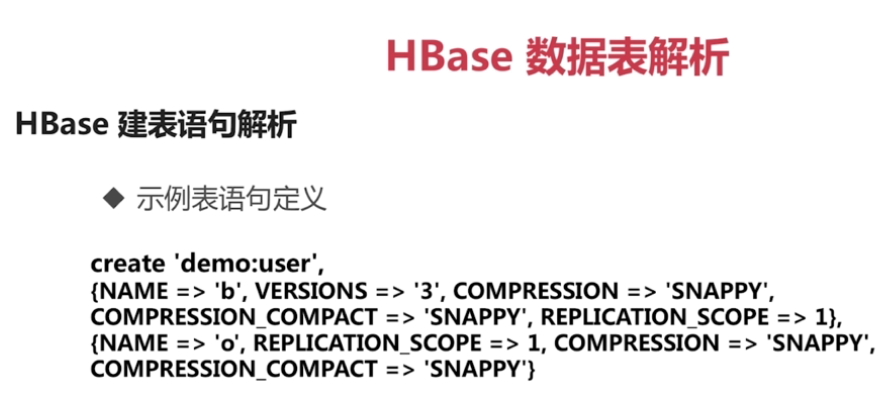 HBase 数据表解析
HBase 建表语句解析
◆ 示例表语句定义
create 'demo:user',
{NAME => 'b', VERSIONS => '3', COMPRESSION => 'SNAPPY',
COMPRESSION_COMPACT => 'SNAPPY', REPLICATION_SCOPE => 1},
{NAME => 'o', REPLICATION_SCOPE => 1, COMPRESSION => 'SNAPPY',
COMPRESSION_COMPACT => 'SNAPPY'}